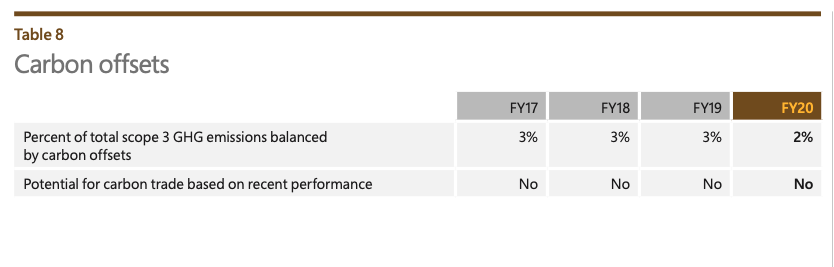 Table 8
Carbon offsets
FY17 FY18 FY19 FY20
Percent of total scope 3 GHG emissions balanced
by carbon offsets 3% 3% 3% 2%
Potential for carbon trade based on recent performance No No No No